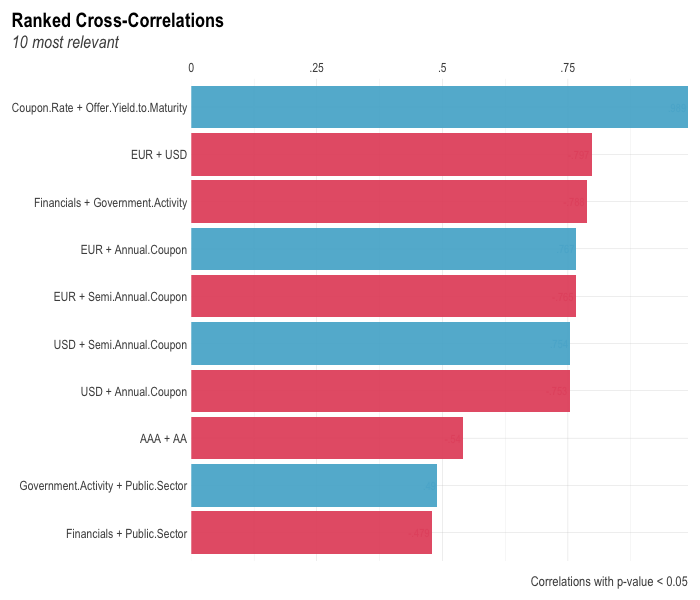 Ranked Cross-Correlations
10 most relevant
0 .25 .5 .75
Coupon.Rate + Offer.Yield.to.Maturity
EUR + USD
Financials + Government.Activity
EUR + Annual.Coupon
EUR + Semi.Annual.Coupon
USD + Semi.Annual.Coupon
USD + Annual.Coupon
AAA + AA
Government.Activity + Public.Sector
Financials + Public.Sector
Correlations with p-value < 0.05